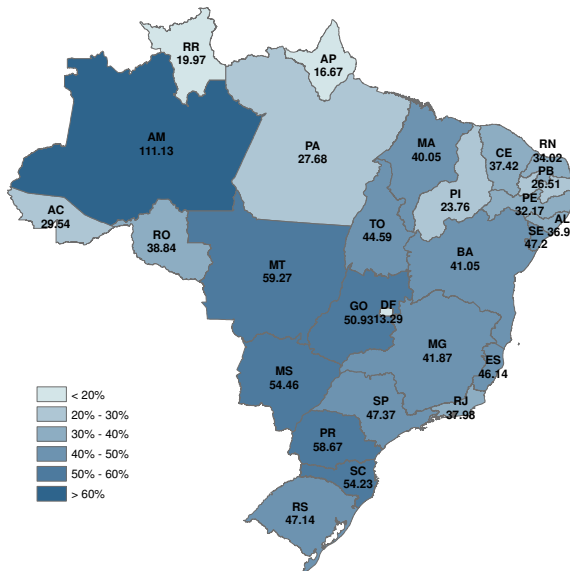 RR
19.97
AP
16.67
AM
111.13
PA
27.68
MA
40.05
CE
37.42
RN
34.02
PB
26.51
PI
23.76
PE
32.17
AL
36.9
AC
29.54
RO
38.84
TO
44.59
SE
47.2
MT
59.27
BA
41.05
GO
50.93
DF
13.29
MG
41.87
ES
46.14
MS
54.46
SP
47.37
RJ
37.98
PR
58.67
SC
54.23
RS
47.14
< 20%
20% - 30%
30% - 40%
40% - 50%
50% - 60%
> 60%